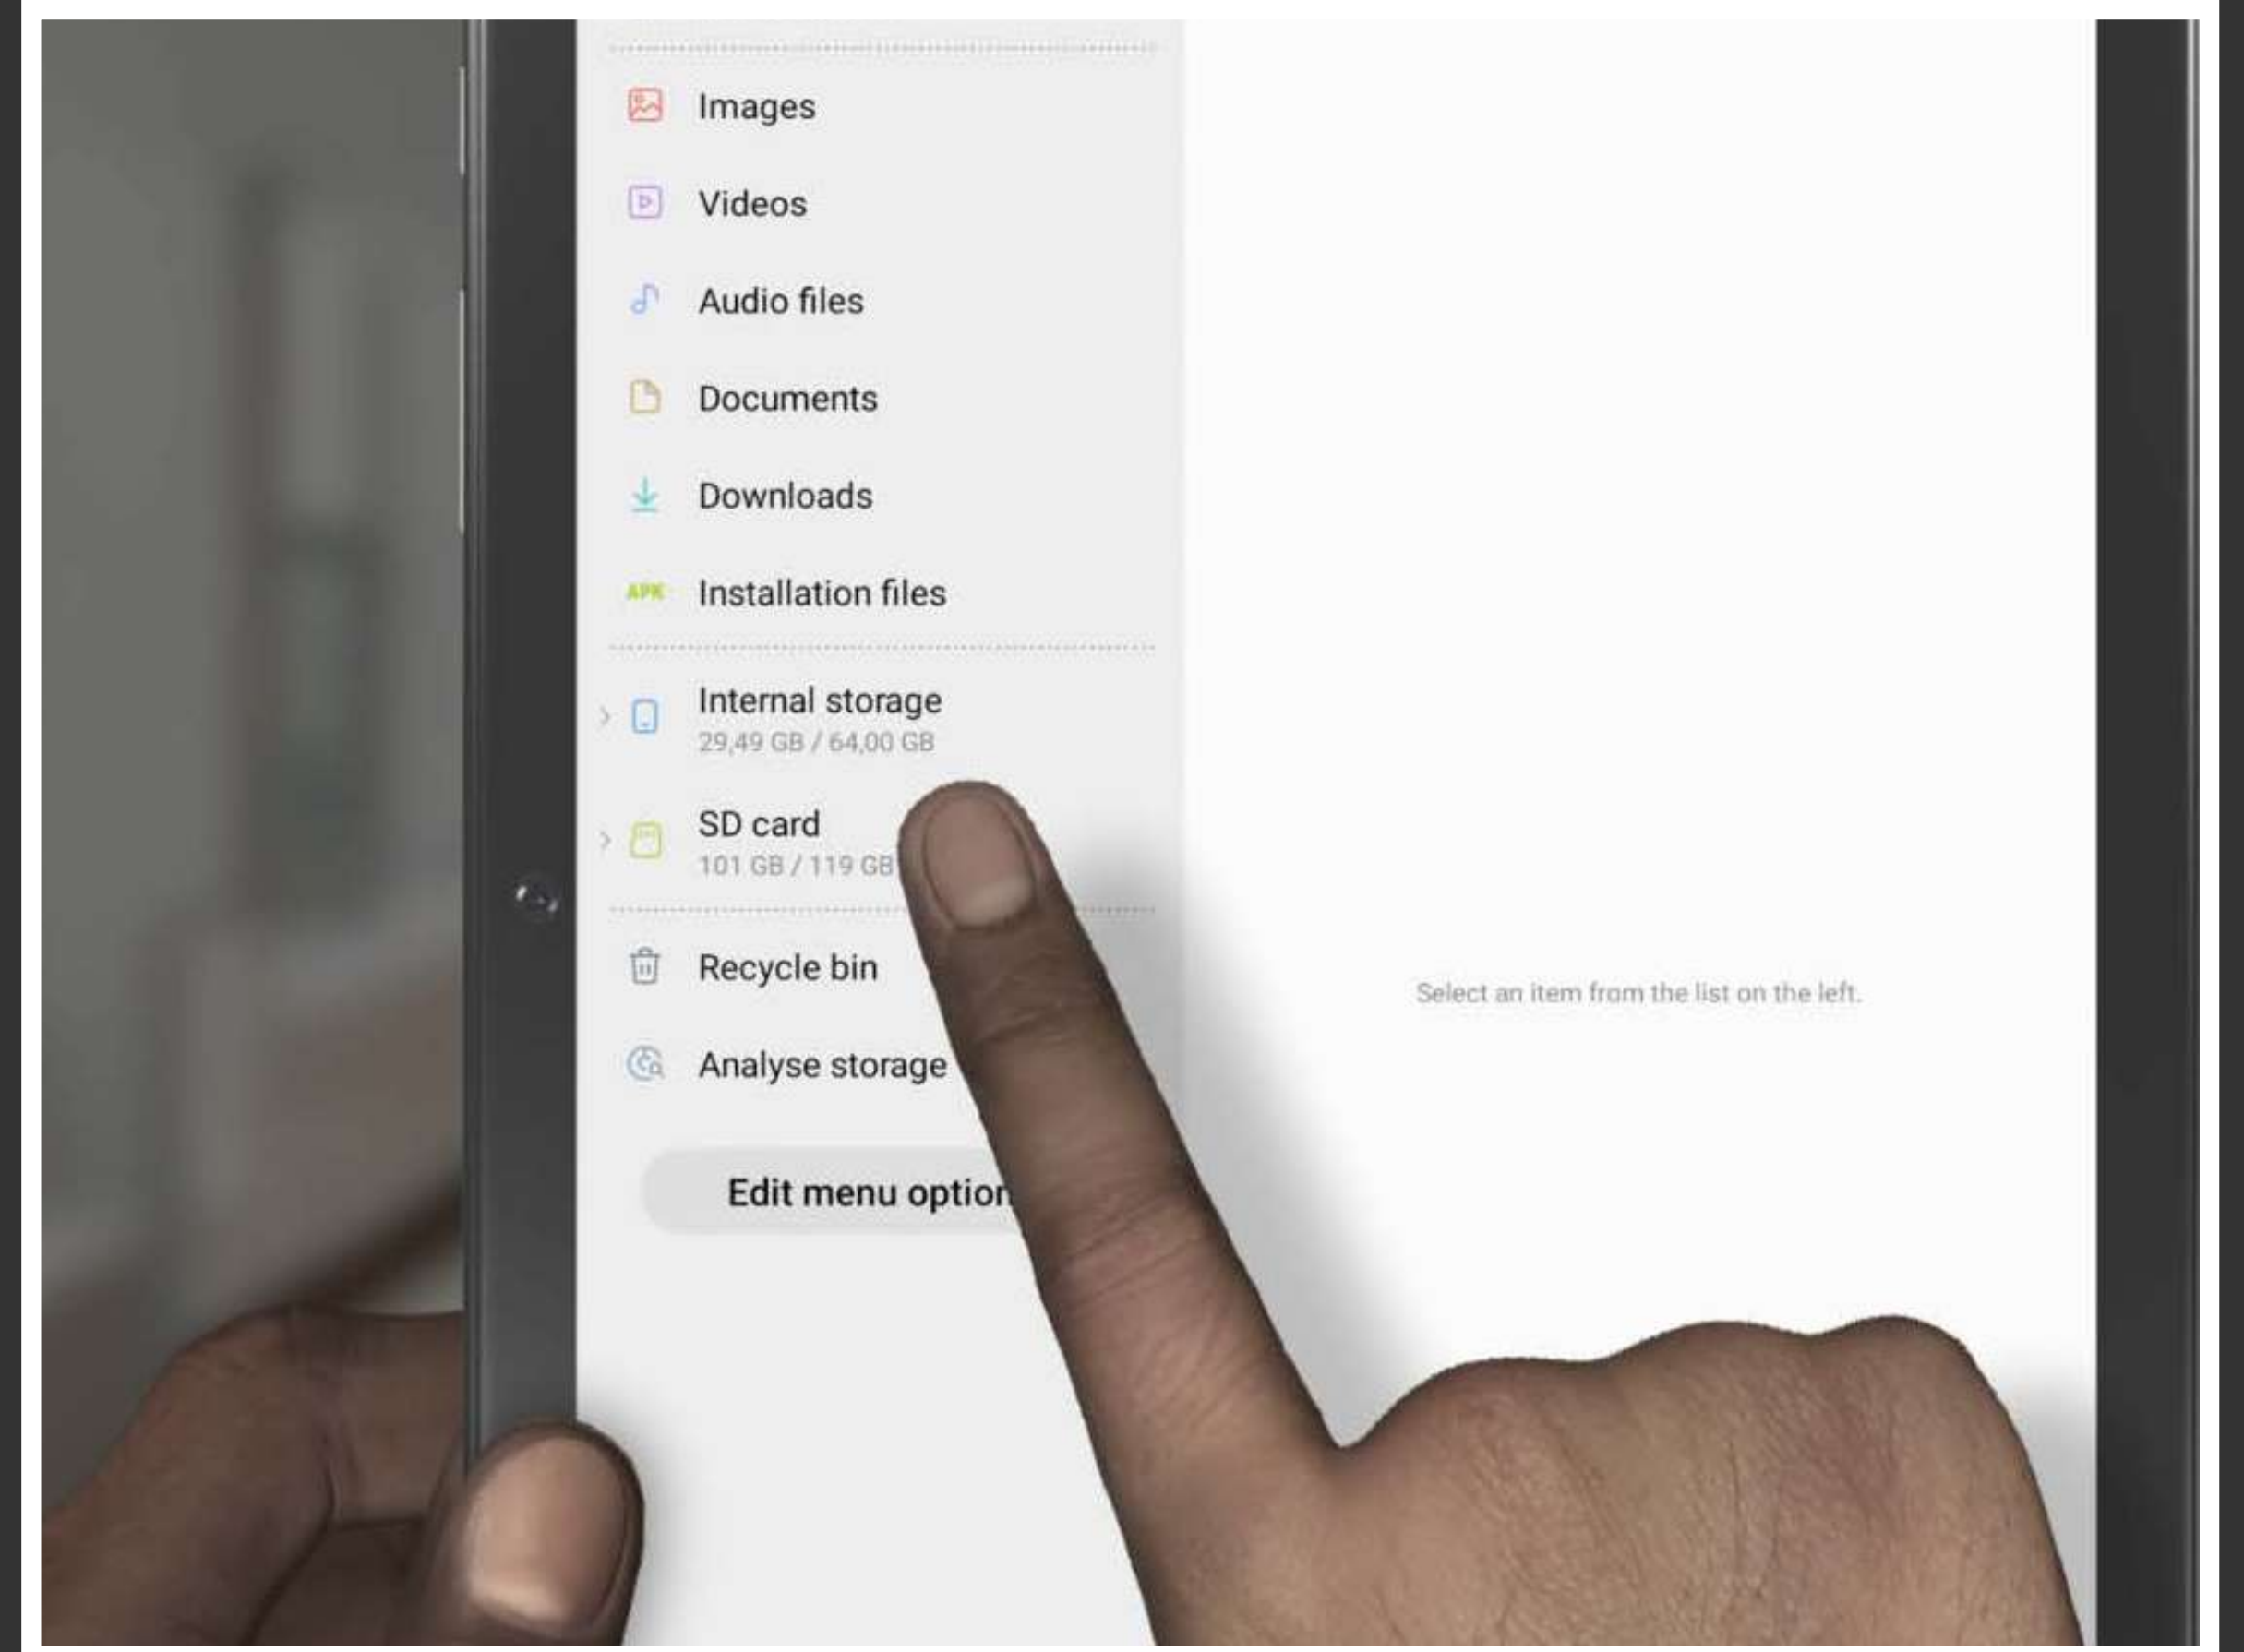 Images
Videos
Audio files
Documents
Downloads
APK Installation files
Internal storage
29,49 GB / 64,00 GB
SD card
101 GB / 119 GB
Recycle bin
Select an item from the list on the left.
Analyse storage
Edit menu option